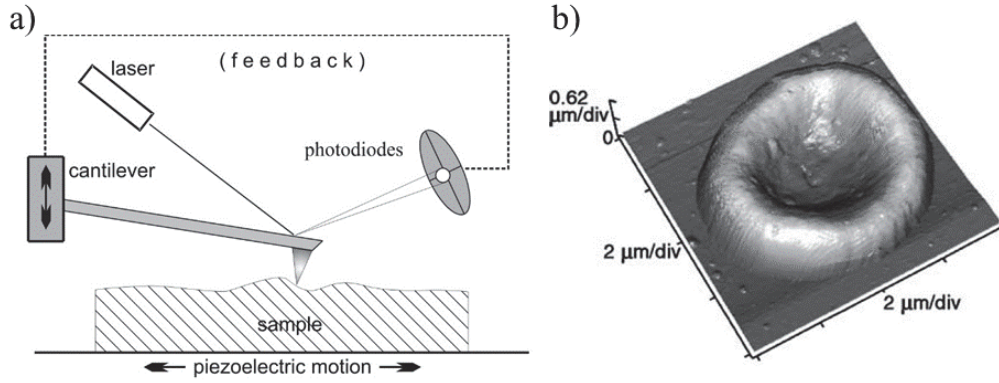 a)
(feedback)
laser
photodiodes
cantilever
sample
piezoelectric motion
b)
0.62
µm/div
0
2 µm/div
2 µm/div